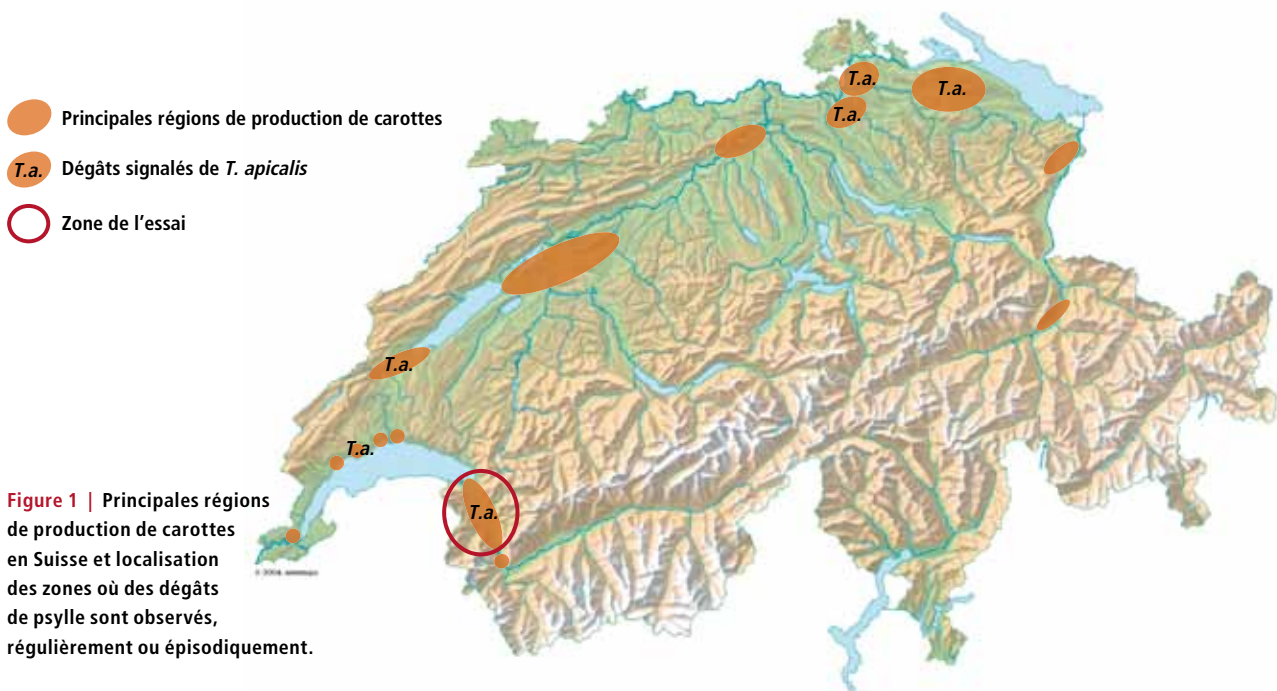 T.a.
T.a.
T.a.
Principales régions de production de carottes
T.a. Dégâts signalés de T. apicalis
Zone de l'essai
T.a.
T.a.
T.a.
Figure 1 | Principales régions
de production de carottes
en Suisse et localisation
des zones où des dégâts
de psylle sont observés,
régulièrement ou épisodiquement.